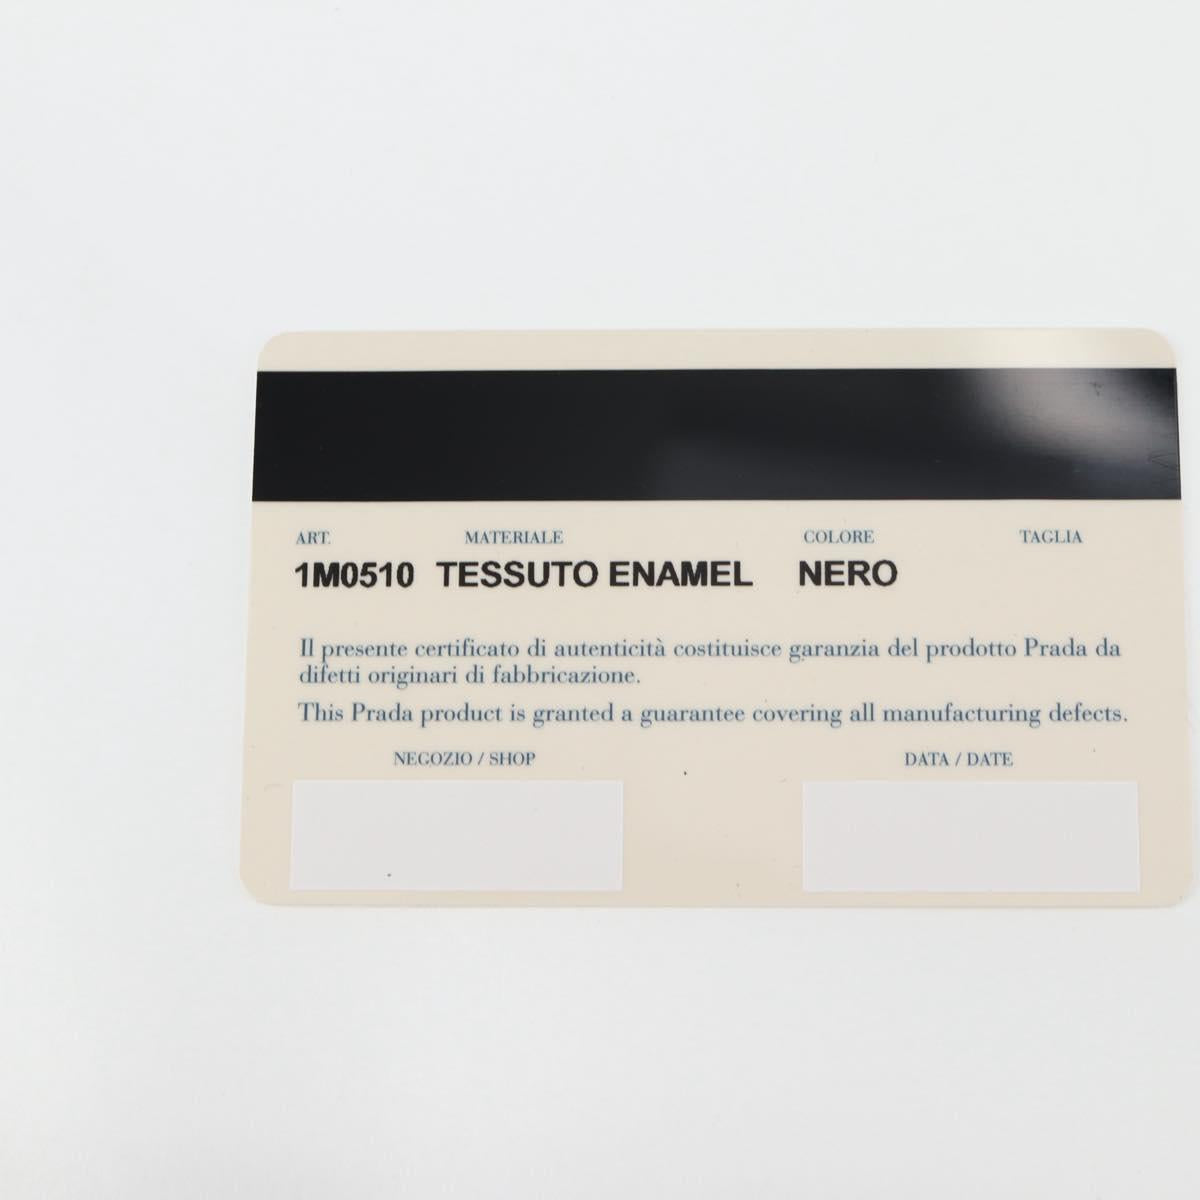 ART. MATERIALE COLORE TAGLIA
1M0510 TESSUTO ENAMEL NERO
Il presente certificato di autenticità costituisce garanzia del prodotto Prada da
difetti originari di fabbricazione.
This Prada product is granted a guarantee covering all manufacturing defects.
NEGOZIO / SHOP DATA / DATE